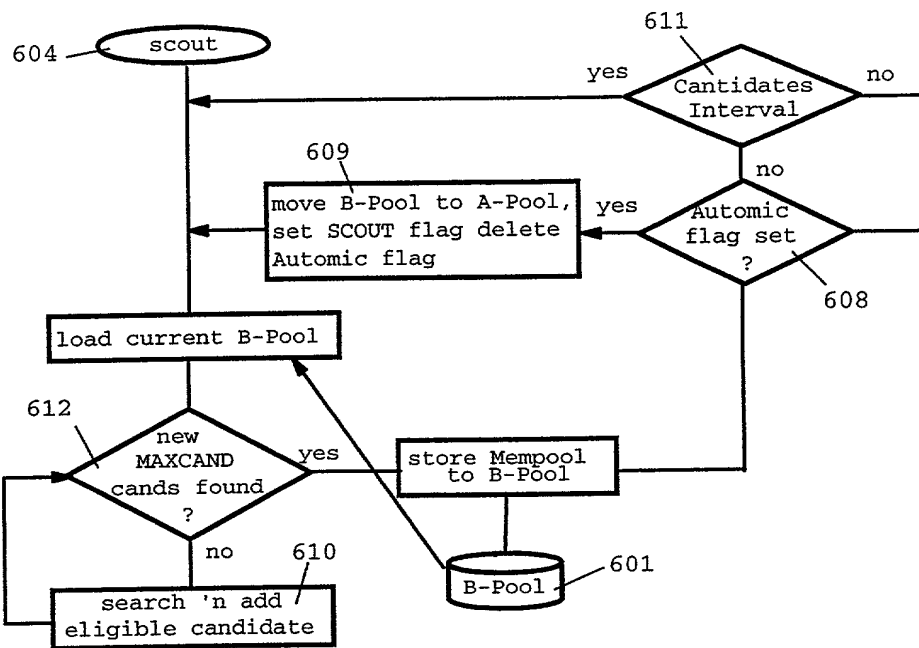 604
scout
611
yes
Cantidates
Interval
no
609
no
move B-Pool to A-Pool,
set SCOUT flag delete
Automic flag
yes
Automic
flag set
?
608
load current B-Pool
612
new
MAXCAND
cands found
?
yes
store Mempool
to B-Pool
no
610
B-Pool
601
search 'n add
eligible candidate